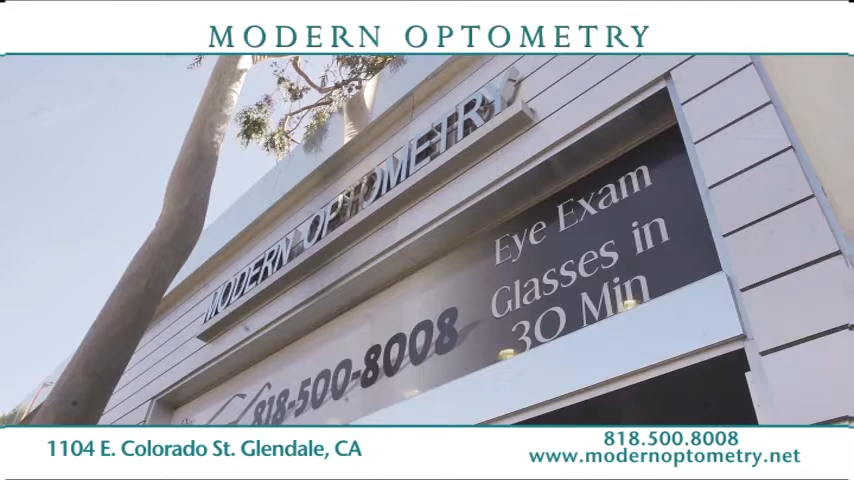 MODERN OPTOMETRY
MODERN OPTOMETRY
Eye Exam
Glasses in
30 Min
818-500-8008
1104 E. Colorado St. Glendale, CA
818.500.8008
www.modernoptometry.net